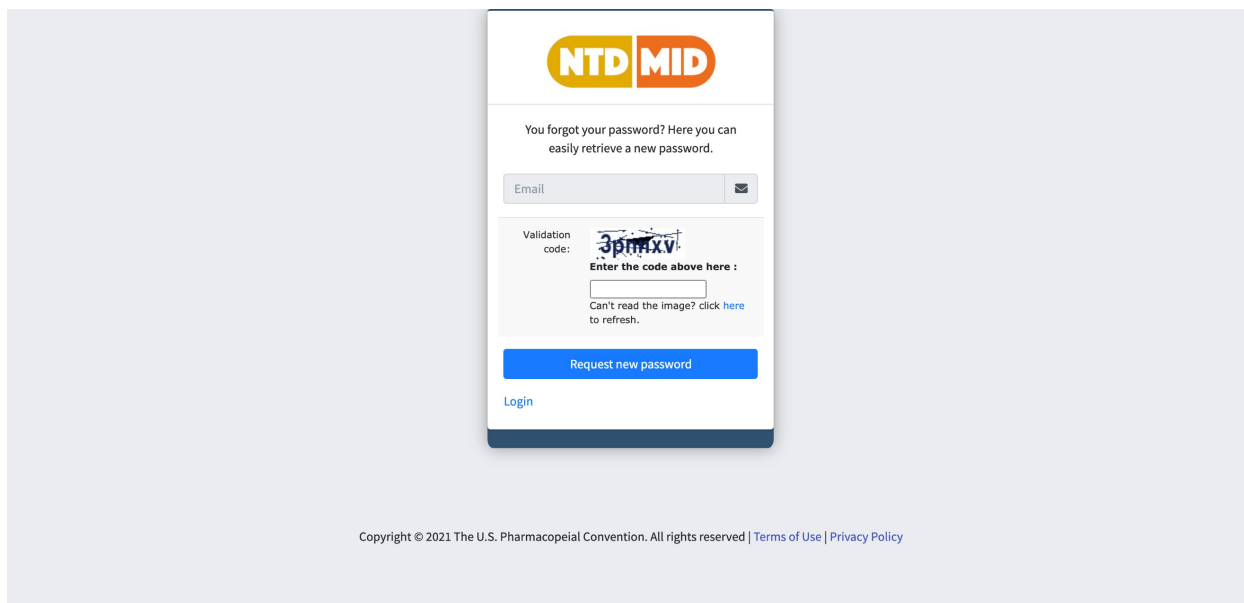 NTD MID
You forgot your password? Here you can
easily retrieve a new password.
Email
Validation
code:
Enter the code above here :
Can't read the image? click here
to refresh.
Request new password
Login
Copyright © 2021 The U.S. Pharmacopeial Convention. All rights reserved | Terms of Use | Privacy Policy